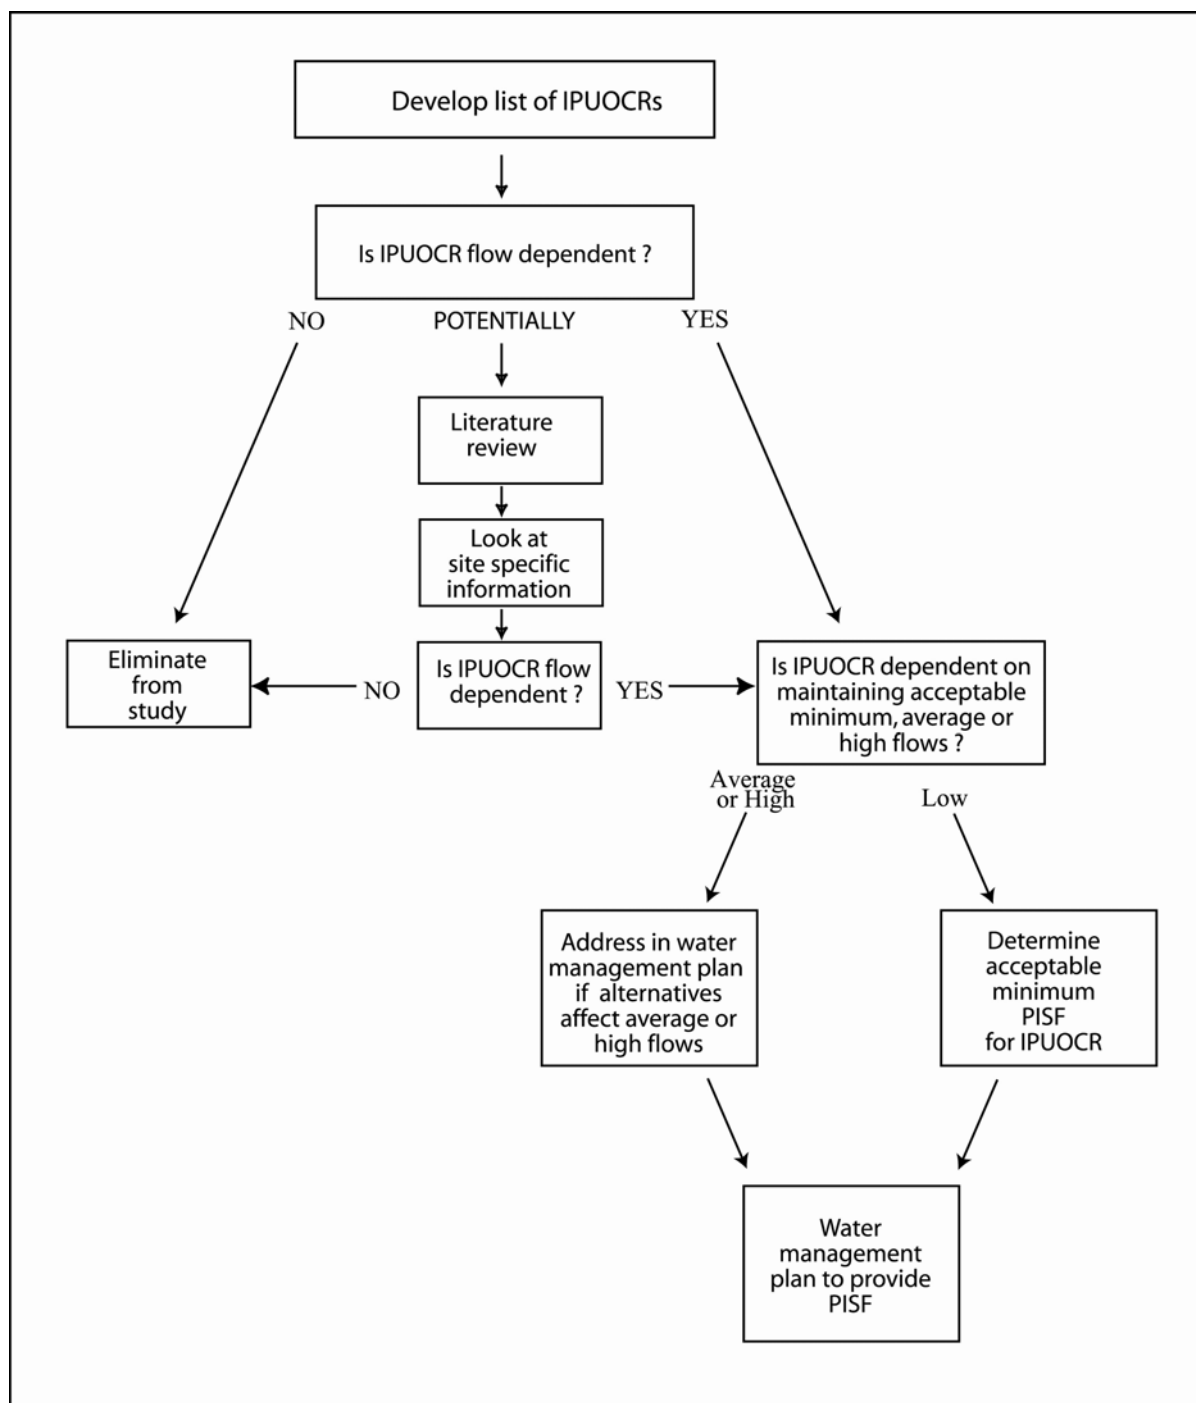 Develop list of IPUOCRs
Is IPUOCR flow dependent ?
NO
POTENTIALLY
YES
Literature
review
Look at
site specific
information
Eliminate
from
study
NO
Is IPUOCR flow
dependent ?
YES
Is IPUOCR dependent on
maintaining acceptable
minimum, average or
high flows ?
Average
or High
Low
Address in water
management plan
if alternatives
affect average or
high flows
Determine
acceptable
minimum
PISF
for IPUOCR
Water
management
plan to provide
PISF